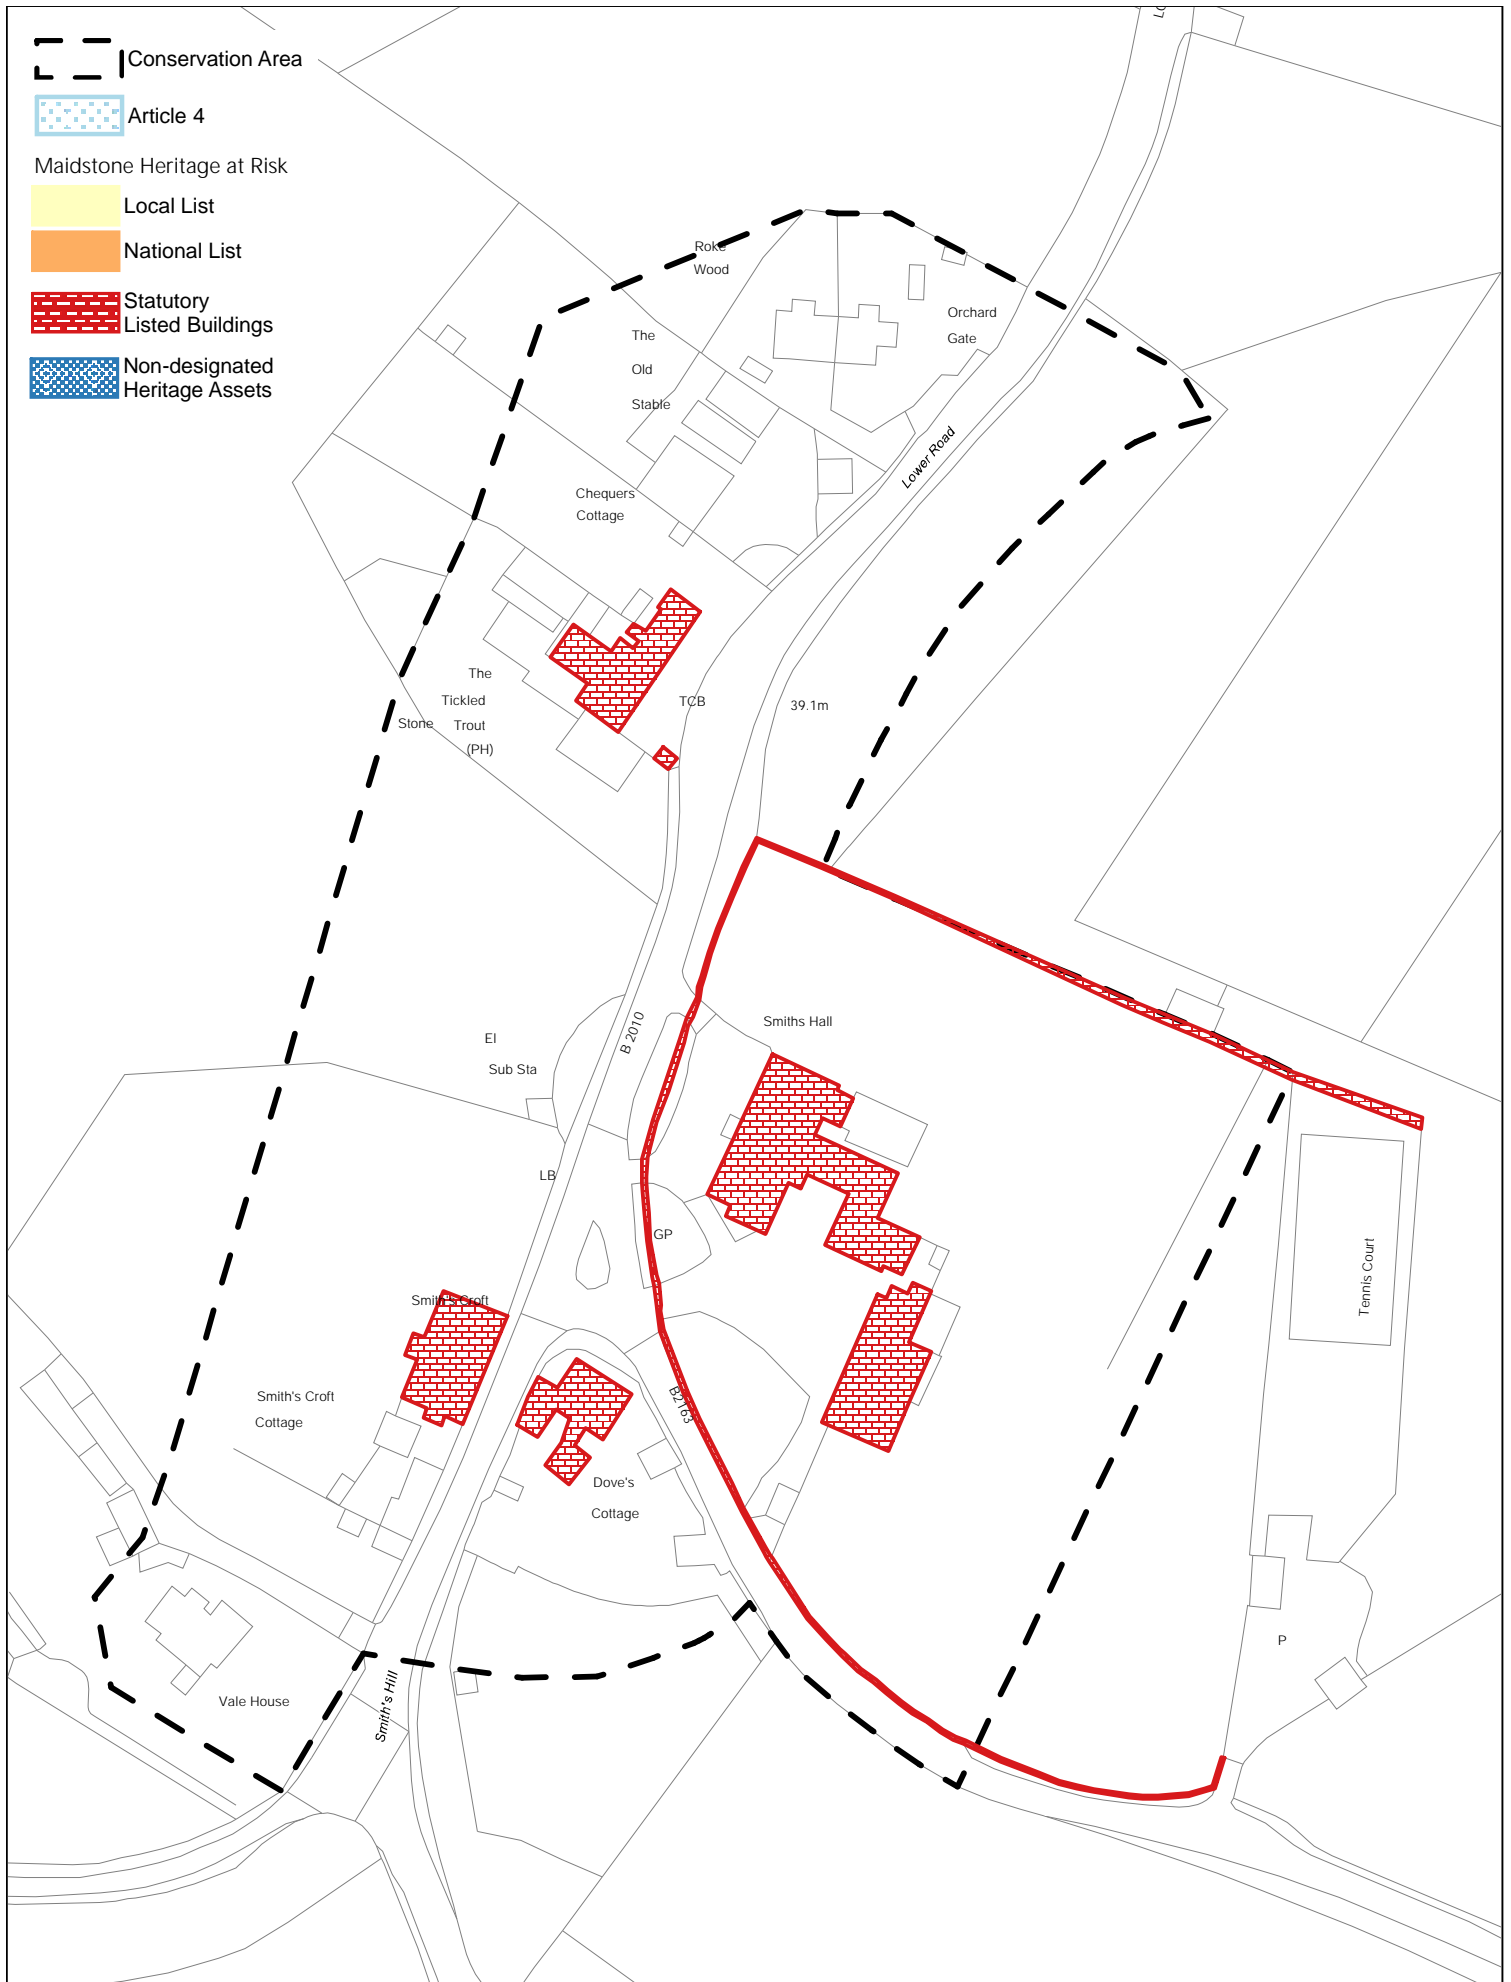 Conservation Area
Article 4
Maidstone Heritage at Risk
Local List
National List
Statutory
Listed Buildings
Non-designated
Heritage Assets
Roke
Wood
Orchard
Gate
The
Old
Stable
Lower Road
Chequers
Cottage
The
Tickled
Trout
(PH)
Stone
TCB
39.1m
Smiths Hall
B 2010
El
Sub Sta
LB
GP
Tennis Court
Smith's Croft
Smith's Croft
Cottage
B2163
Dove's
Cottage
P
Vale House
Smith's Hill